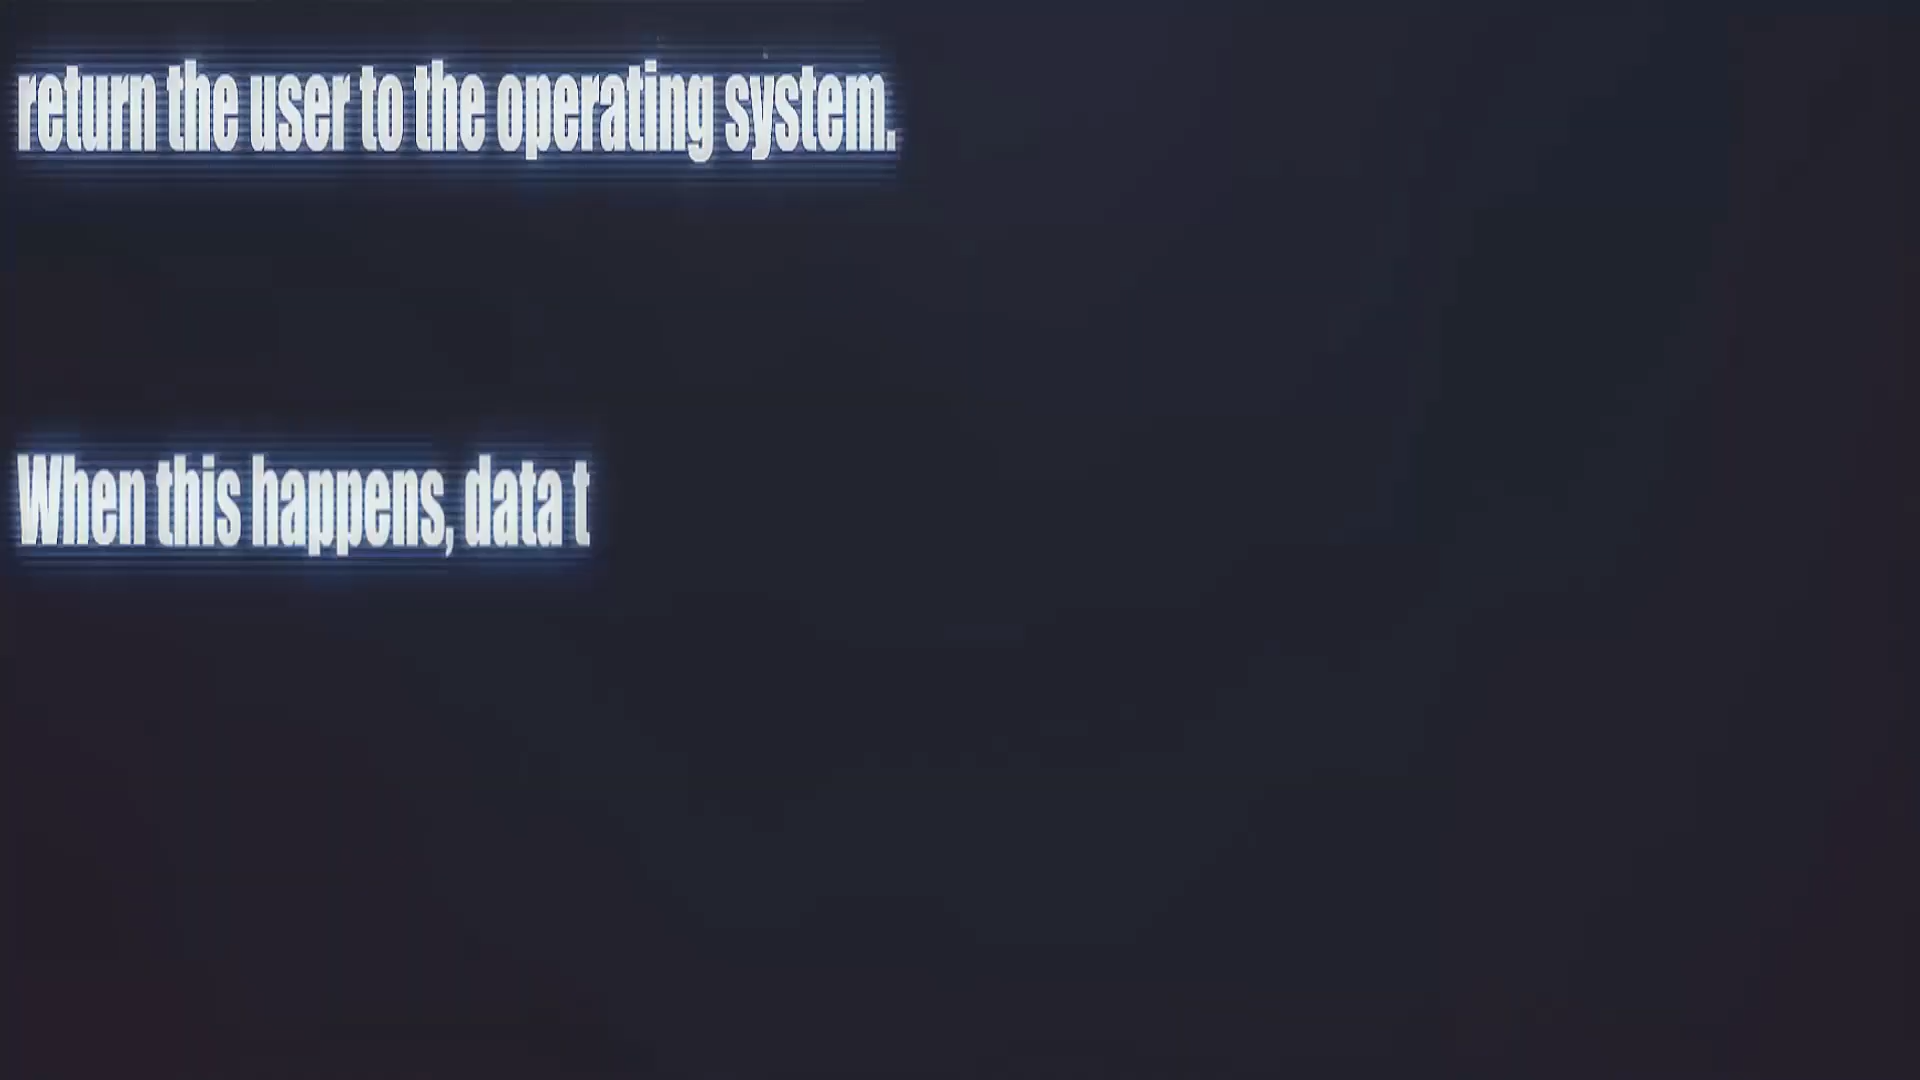 return the user to the operating system.
When this happens, data t